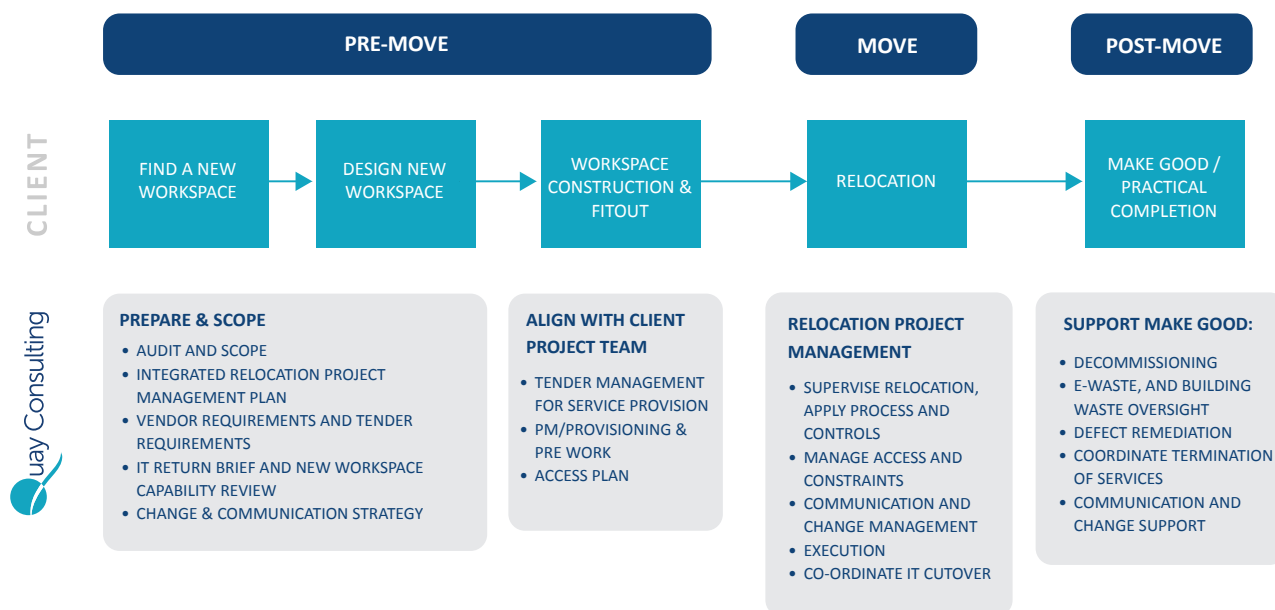 PRE-MOVE
MOVE
POST-MOVE
CLIENT
FIND A NEW
WORKSPACE
DESIGN NEW
WORKSPACE
WORKSPACE
CONSTRUCTION &
FITOUT
RELOCATION
MAKE GOOD /
PRACTICAL
COMPLETION
Quay Consulting
PREPARE & SCOPE
• AUDIT AND SCOPE
• INTEGRATED RELOCATION PROJECT
MANAGEMENT PLAN
• VENDOR REQUIREMENTS AND TENDER
REQUIREMENTS
• IT RETURN BRIEF AND NEW WORKSPACE
CAPABILITY REVIEW
• CHANGE & COMMUNICATION STRATEGY
ALIGN WITH CLIENT
PROJECT TEAM
• TENDER MANAGEMENT
FOR SERVICE PROVISION
• PM/PROVISIONING &
PRE WORK
• ACCESS PLAN
RELOCATION PROJECT
MANAGEMENT
• SUPERVISE RELOCATION,
APPLY PROCESS AND
CONTROLS
• MANAGE ACCESS AND
CONSTRAINTS
• COMMUNICATION AND
CHANGE MANAGEMENT
• EXECUTION
• CO-ORDINATE IT CUTOVER
SUPPORT MAKE GOOD:
• DECOMMISSIONING
• E-WASTE, AND BUILDING
WASTE OVERSIGHT
• DEFECT REMEDIATION
• COORDINATE TERMINATION
OF SERVICES
• COMMUNICATION AND
CHANGE SUPPORT